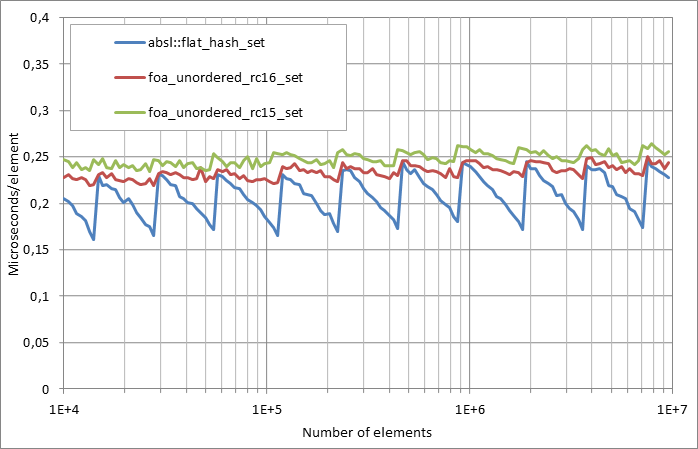 0,4
0,35
0,3
0,25
0,2
0,15
0,1
0,05
0
Microseconds/element
absl::flat_hash_set
foa_unordered_rc16_set
foa_unordered_rc15_set
1E+4 1E+5 1E+6 1E+7
Number of elements